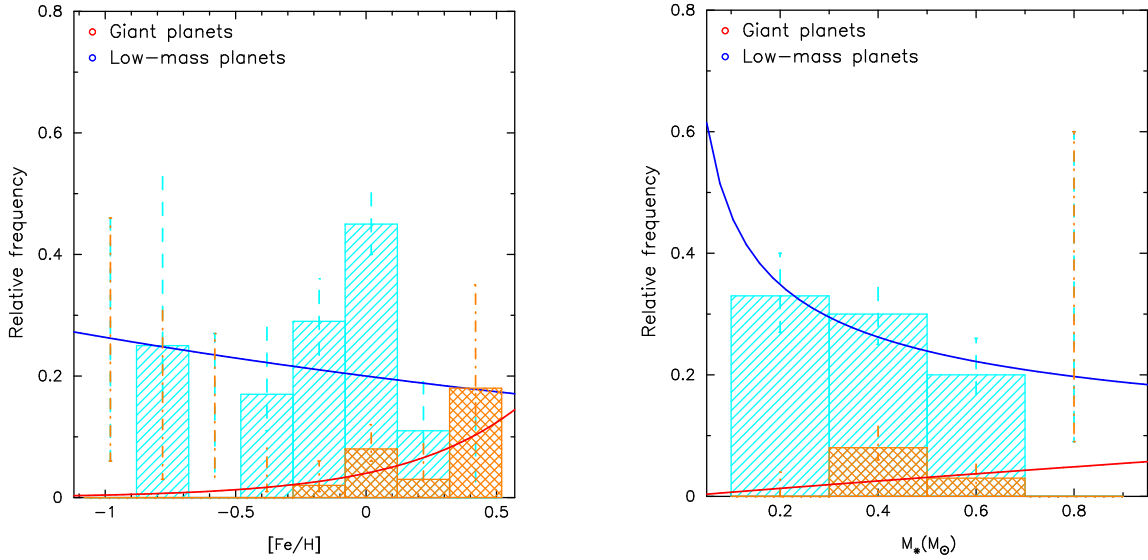 0.8
Giant planets
Low-mass planets
0.6
0.4
0.2
0
-1
-0.5
0
0.5
Relative frequency
[Fe/H]
0.8
Giant planets
Low-mass planets
0.6
0.4
0.2
0
0.2
0.4
0.6
0.8
Relative frequency
M*(M⊙)